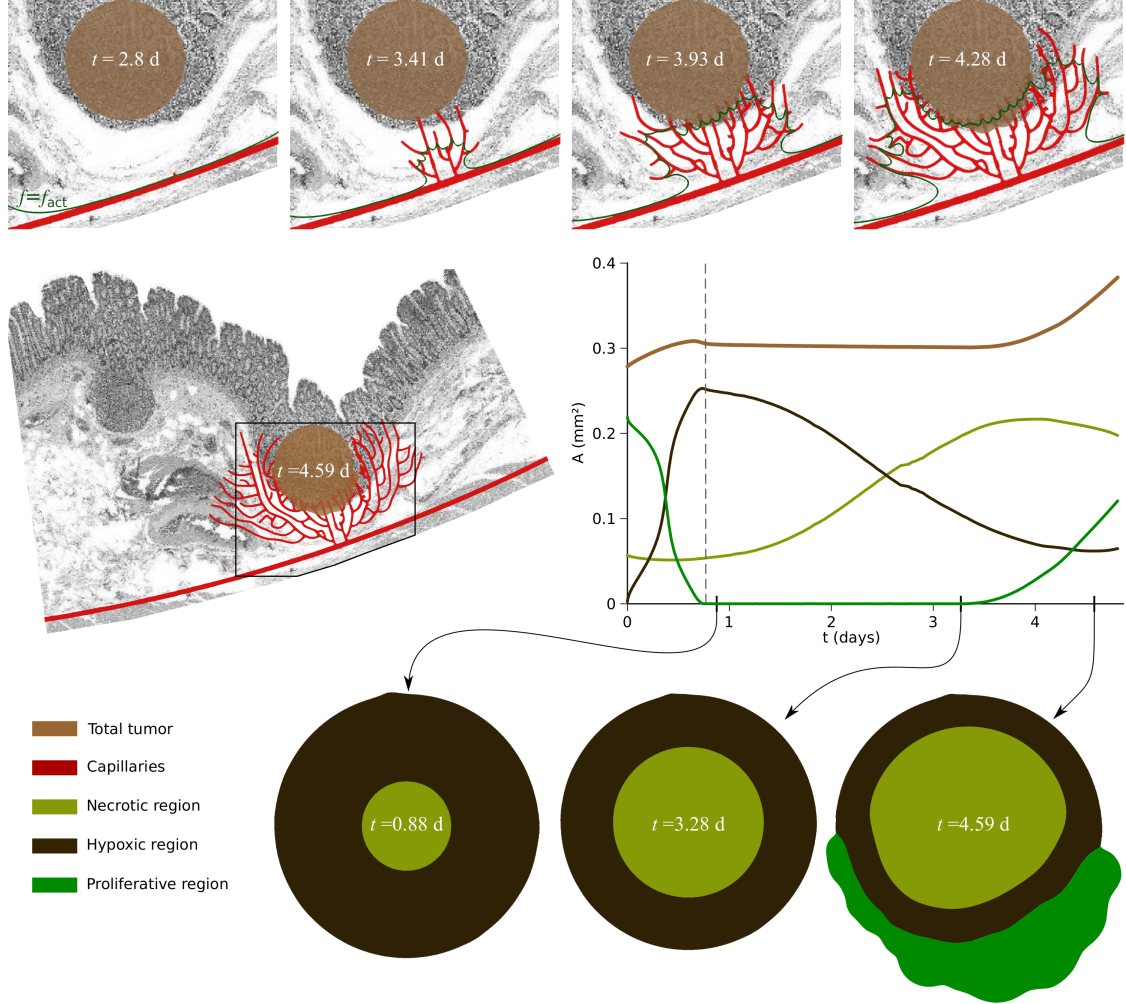 t = 2.8 d
t = 3.41 d
t = 3.93 d
t = 4.28 d
f=fact
t =4.59 d
0.4
0.3
0.2
0.1
0
A (mm²)
0
1
2
3
4
t (days)
Total tumor
Capillaries
Necrotic region
Hypoxic region
Proliferative region
t =0.88 d
t =3.28 d
t =4.59 d